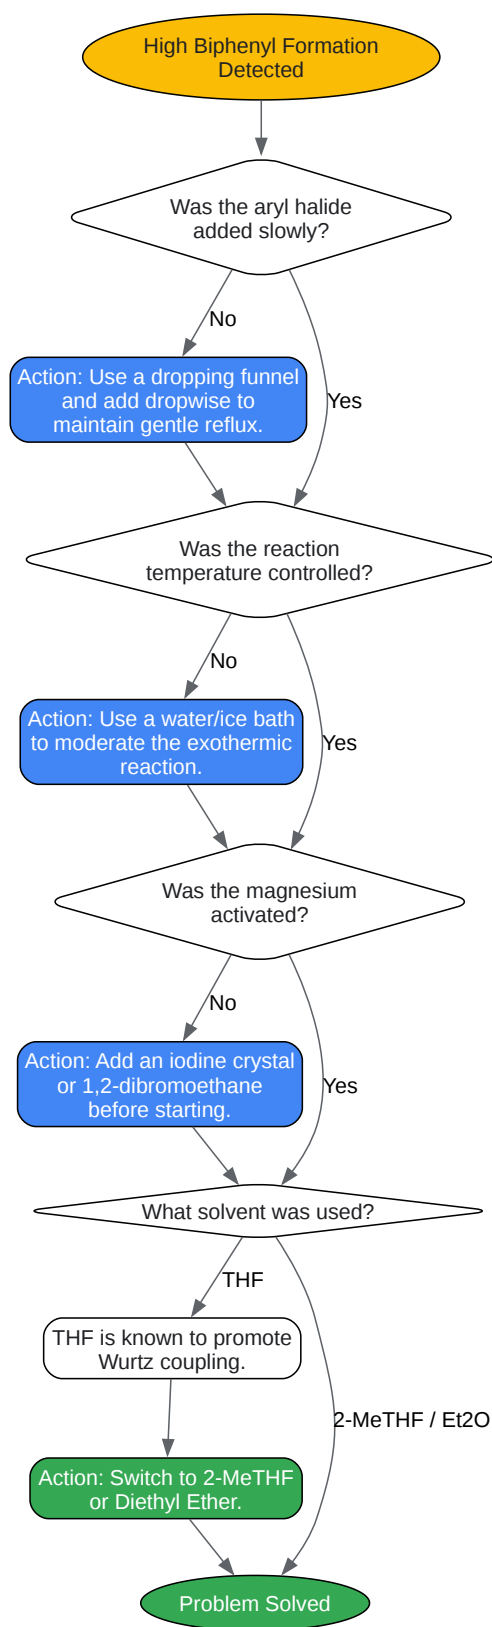 High Biphenyl Formation
Detected
Was the aryl halide
added slowly?
No
Action: Use a dropping funnel
and add dropwise to
maintain gentle reflux.
Yes
Was the reaction
temperature controlled?
No
Action: Use a water/ice bath
to moderate the exothermic
reaction.
Yes
Was the magnesium
activated?
No
Action: Add an iodine crystal
or 1,2-dibromoethane
before starting.
Yes
What solvent was used?
THF
THF is known to promote
Wurtz coupling.
2-MeTHF / Et2O
Action: Switch to 2-MeTHF
or Diethyl Ether.
Problem Solved